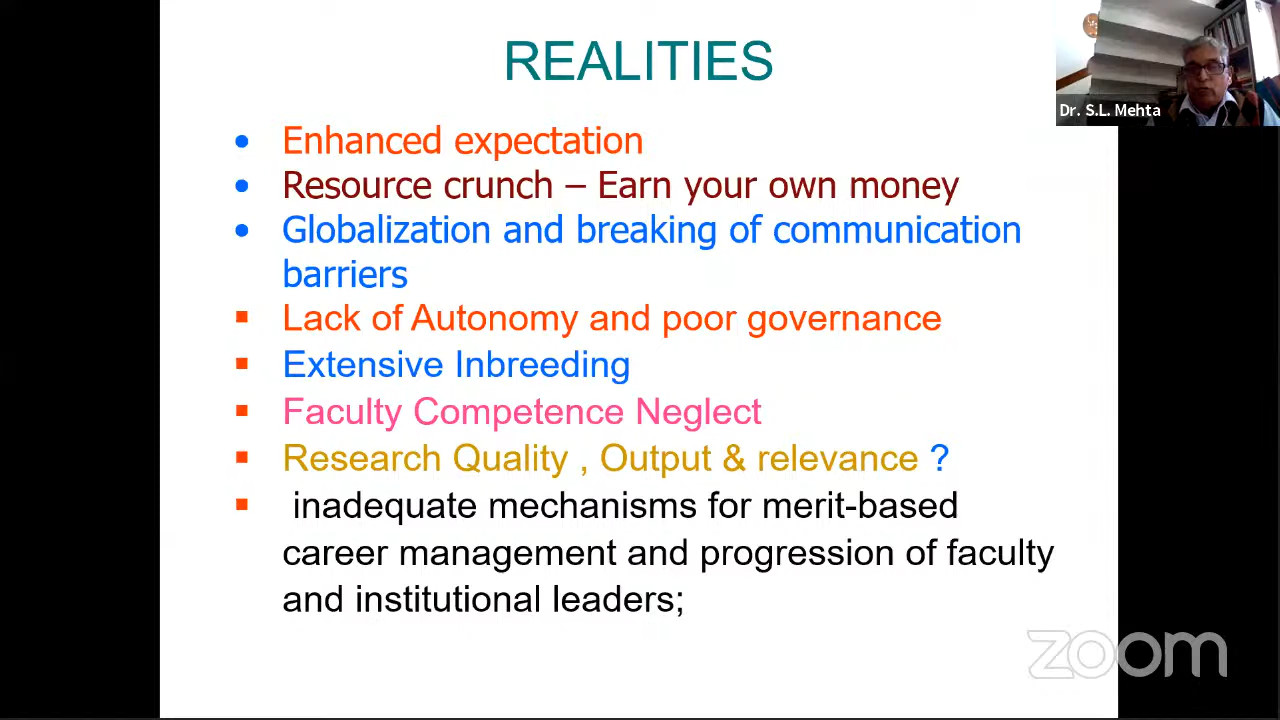 REALITIES
Dr. S.L. Mehta
• Enhanced expectation
• Resource crunch – Earn your own money
• Globalization and breaking of communication
barriers
▪ Lack of Autonomy and poor governance
▪ Extensive Inbreeding
▪ Faculty Competence Neglect
▪ Research Quality , Output & relevance ?
▪ inadequate mechanisms for merit-based
career management and progression of faculty
and institutional leaders;
zoom